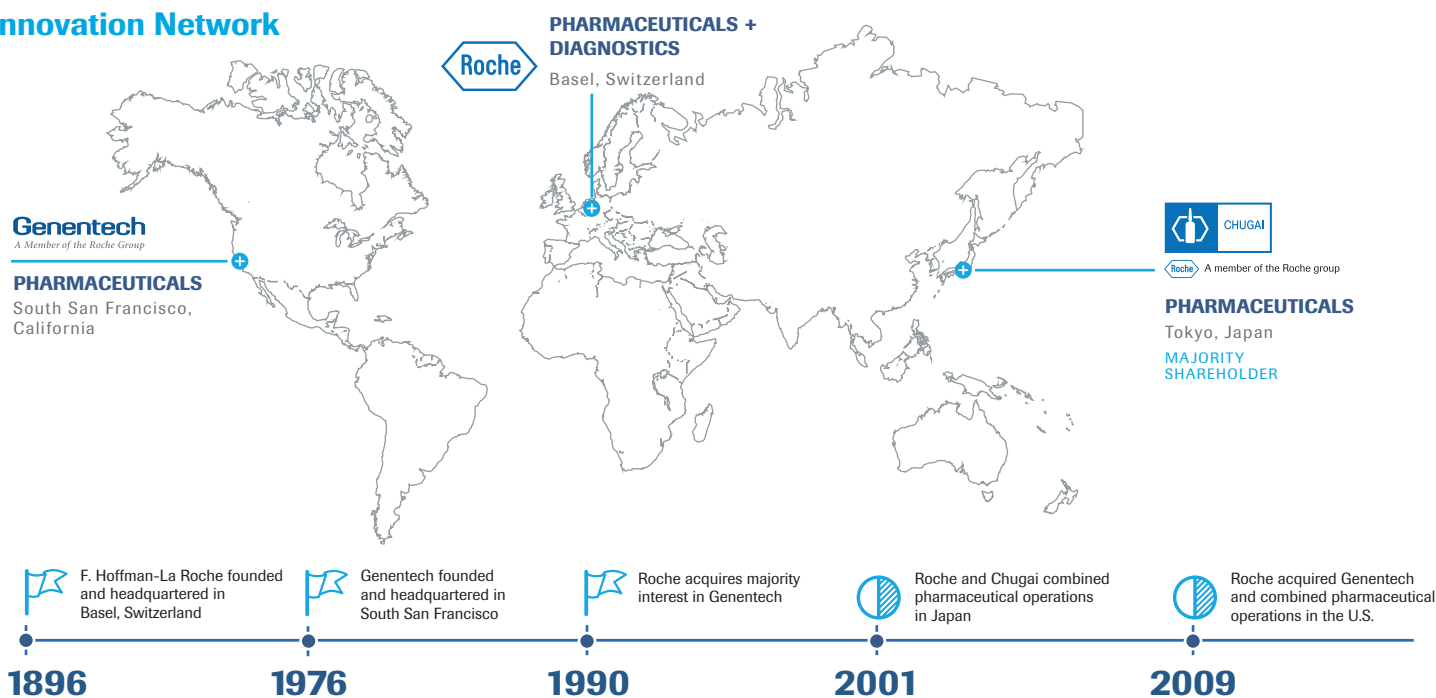 nnovation Network
Roche
PHARMACEUTICALS +
DIAGNOSTICS
Basel, Switzerland
Genentech
A Member of the Roche Group
PHARMACEUTICALS
South San Francisco,
California
CHUGAI
Roche A member of the Roche group
PHARMACEUTICALS
Tokyo, Japan
MAJORITY
SHAREHOLDER
F. Hoffman-La Roche founded
and headquartered in
Basel, Switzerland
1896
Genentech founded
and headquartered in
South San Francisco
1976
Roche acquires majority
interest in Genentech
1990
Roche and Chugai combined
pharmaceutical operations
in Japan
2001
Roche acquired Genentech
and combined pharmaceutical
operations in the U.S.
2009